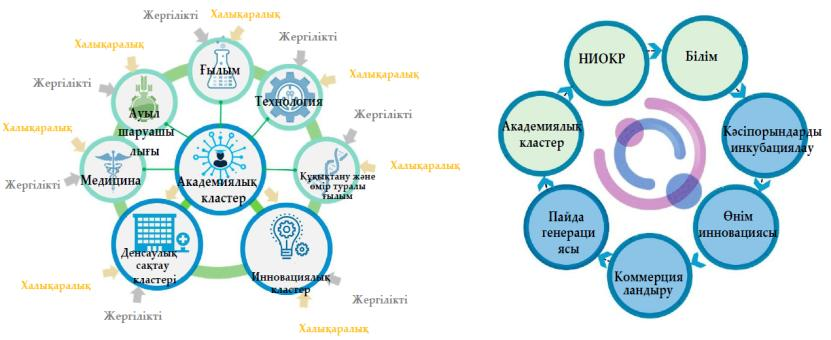 Жергілікті
Халықаралық
Жергілікті
Халықаралық
Ғылым
Халықаралық
Жергілікті
Технология
Ауыл
шаруашы
лығы
Жергілікті
Халықаралық
Медицина
Академиялық
кластер
Құқықтану және
өмір туралы
ғылым
Халықаралық
Жергілікті
Денсаулық
сақтау
кластері
Инновациялық
кластер
Халықаралық
Жергілікті
Жергілікті
Халықаралық
НИОКР
Білім
Академиялық
кластер
Кәсіпорындарды
инкубациялау
Пайда
генераци
ясы
Өнім
инновациясы
Коммерция
ландыру